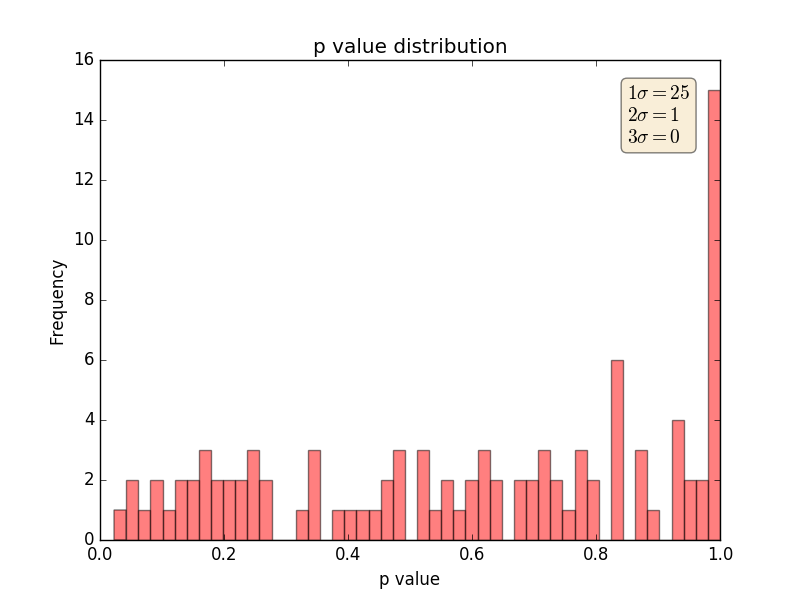 p value distribution
16
14
12
10
8
6
4
2
0
Frequency
1σ = 25
2σ = 1
3σ = 0
0.0 0.2 0.4 0.6 0.8 1.0
p value